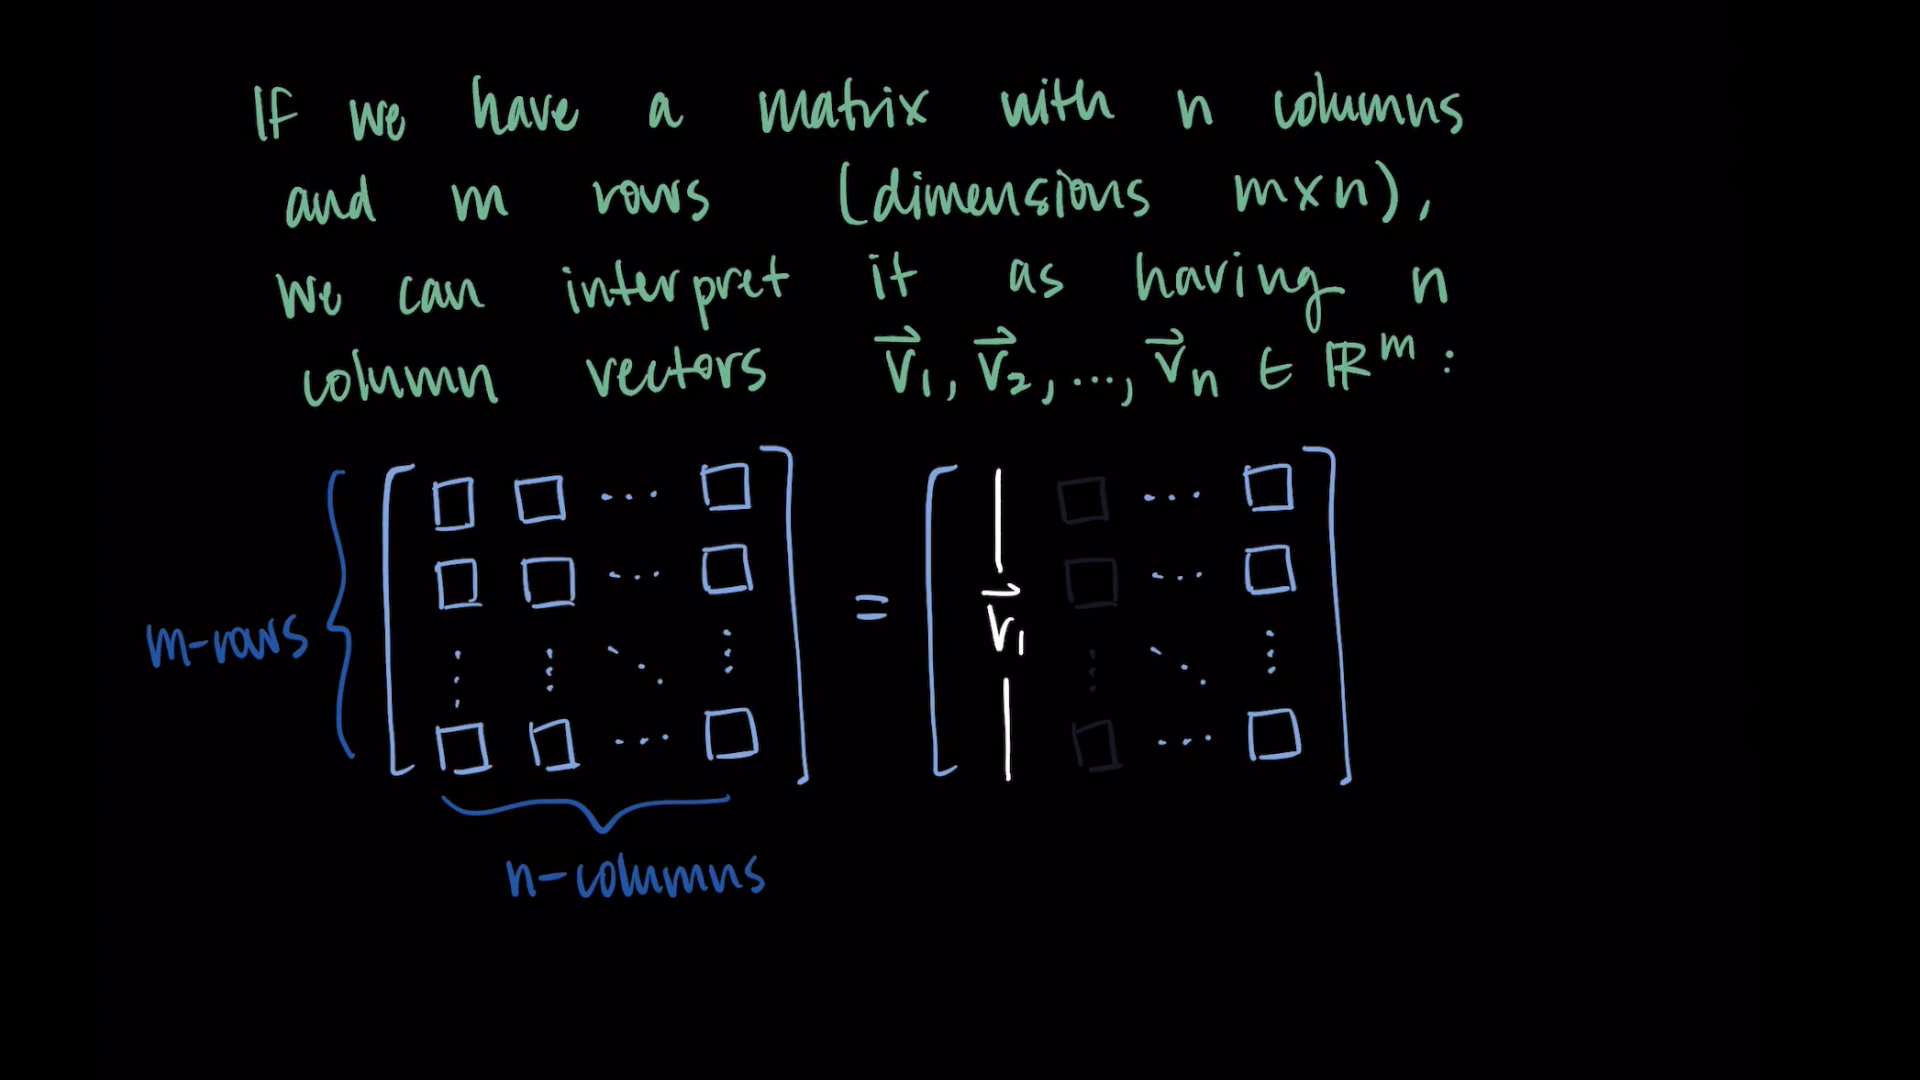 If we have a matrix with n columns
and m rows (dimensions m×n),
we can interpret it as having n
column vectors v⃗₁, v⃗₂, ..., v⃗ₙ ∈ ℝᵐ :
m-rows
=
v⃗₁
n-columns